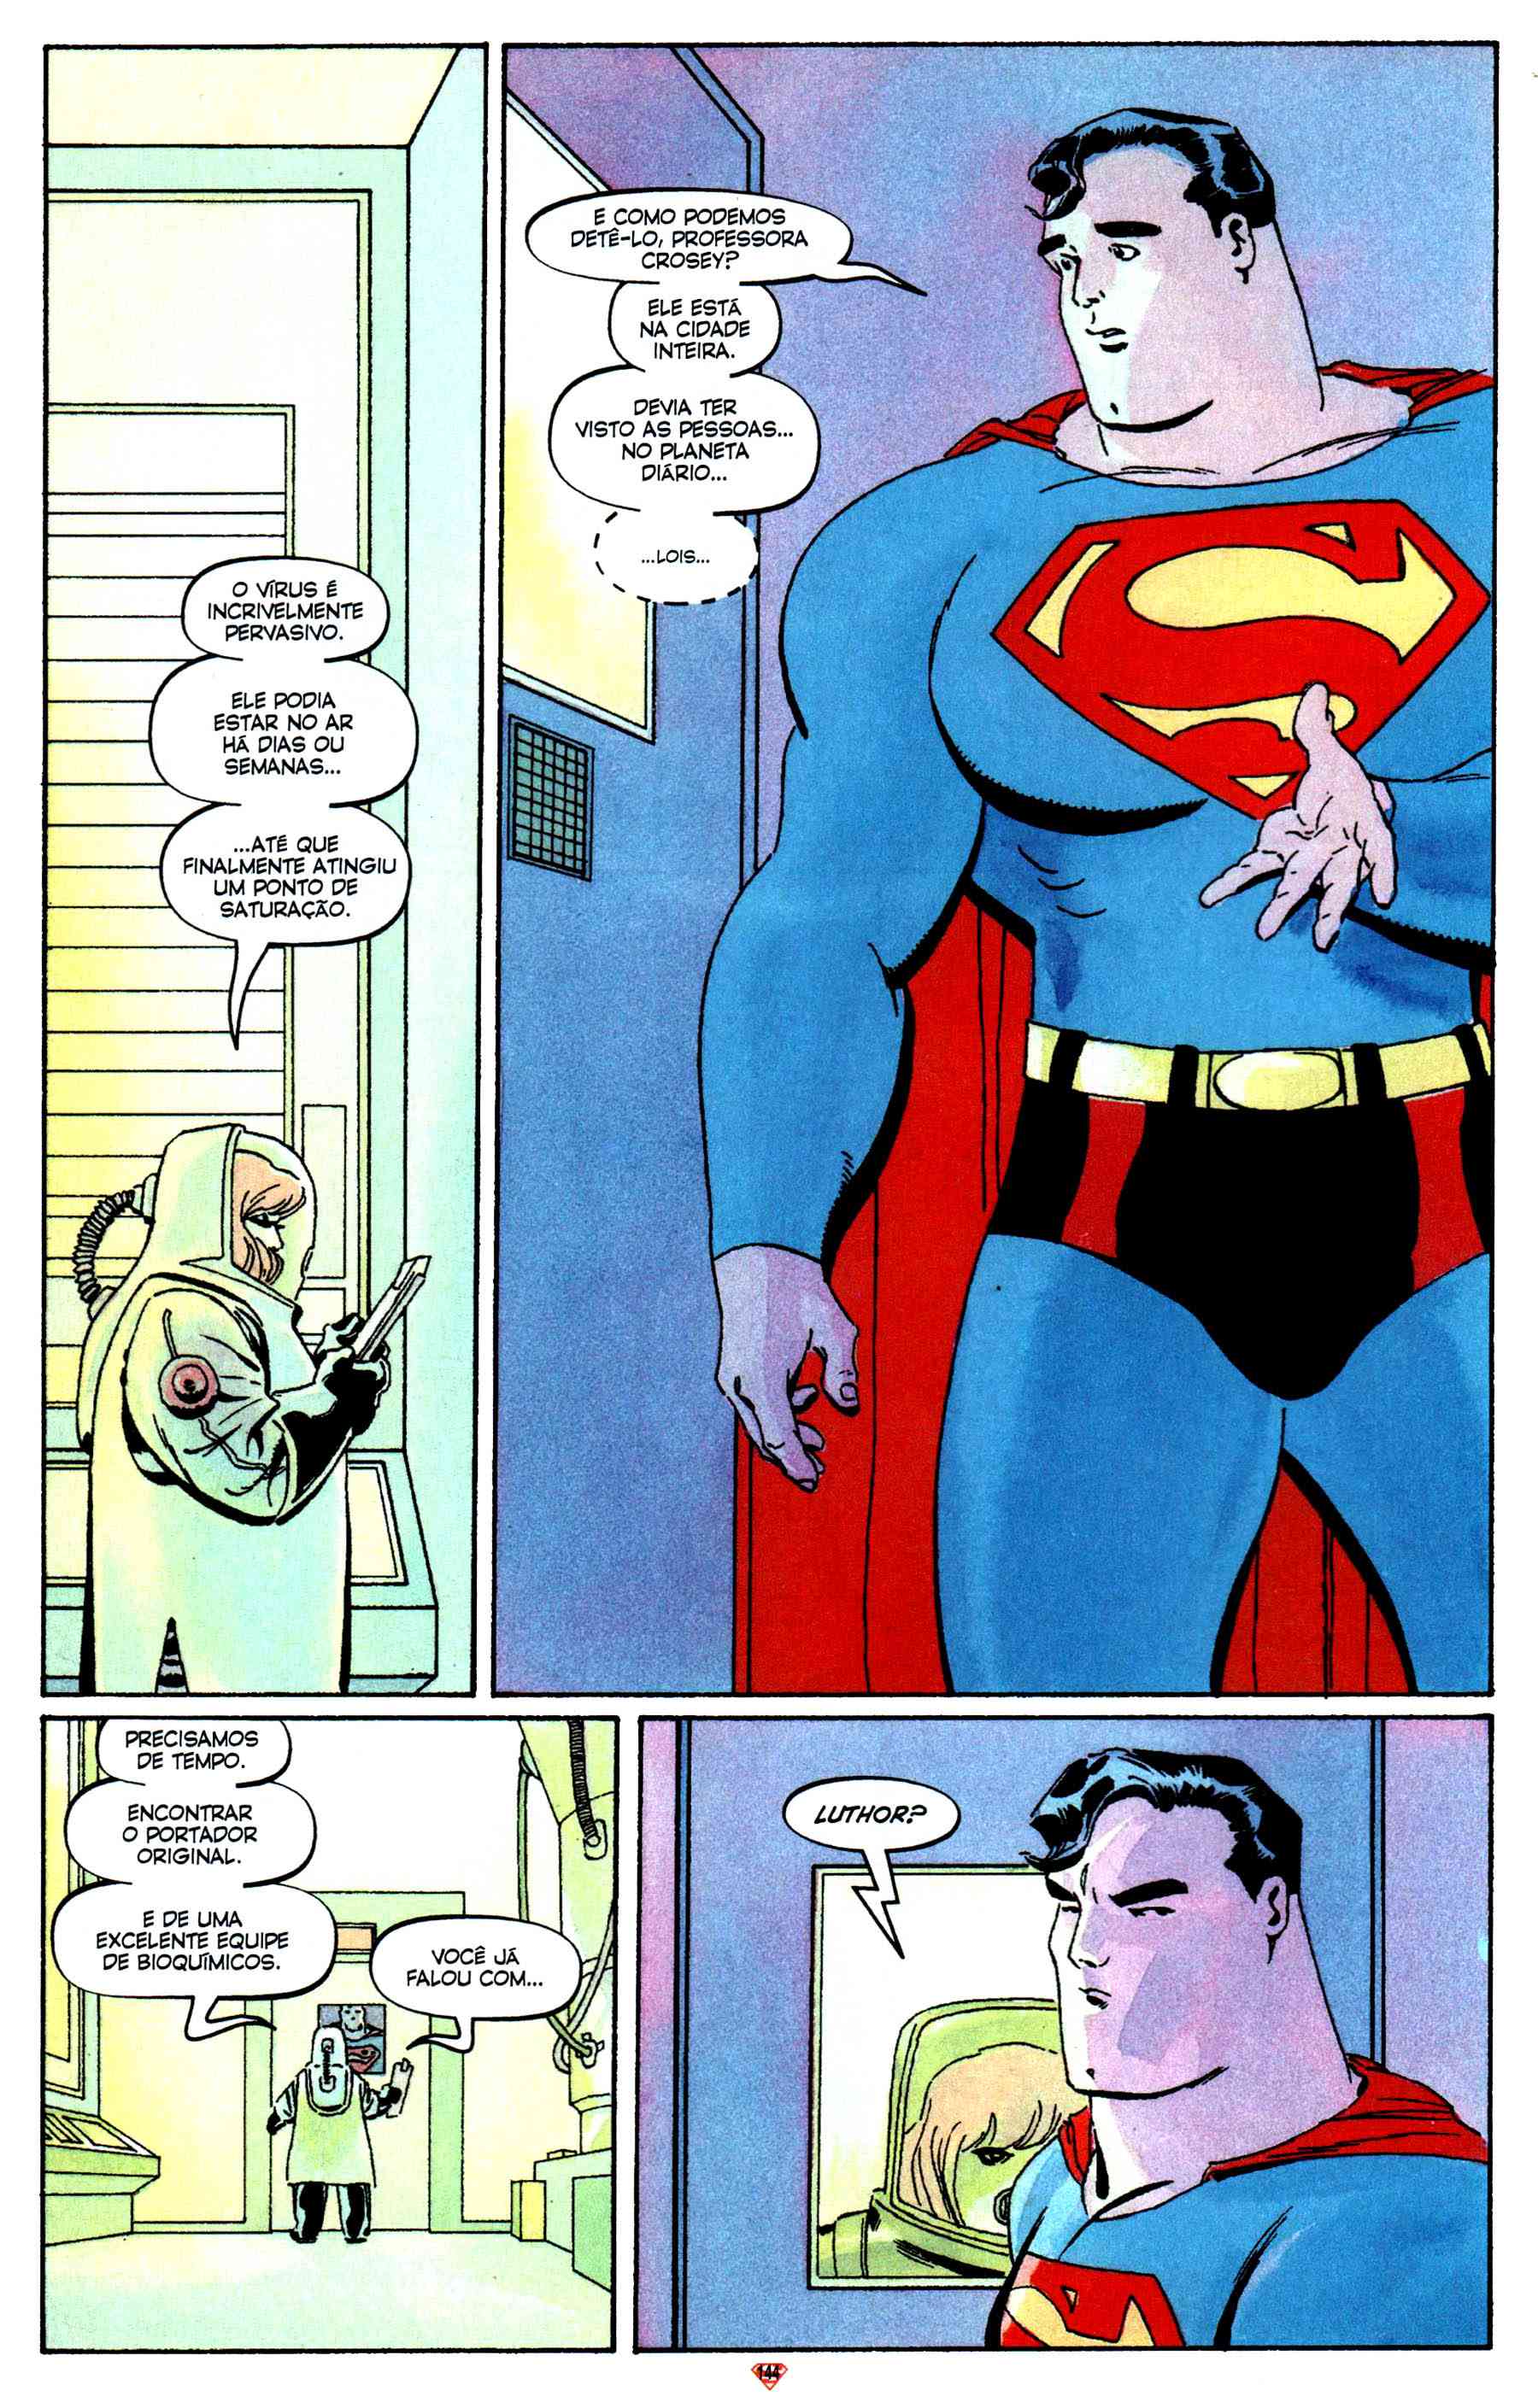 O VÍRUS É
INCRIVELMENTE
PERVASIVO.
ELE PODIA
ESTAR NO AR
HÁ DIAS OU
SEMANAS...
...ATÉ QUE
FINALMENTE ATINGIU
UM PONTO DE
SATURAÇÃO.
E COMO PODEMOS
DETÊ-LO, PROFESSORA
CROSEY?
ELE ESTÁ
NA CIDADE
INTEIRA.
DEVIA TER
VISTO AS PESSOAS...
NO PLANETA
DIÁRIO...
...LOIS...
S
PRECISAMOS
DE TEMPO.
ENCONTRAR
O PORTADOR
ORIGINAL.
E DE UMA
EXCELENTE EQUIPE
DE BIOQUÍMICOS.
VOCÊ JÁ
FALOU COM...
LUTHOR?
144